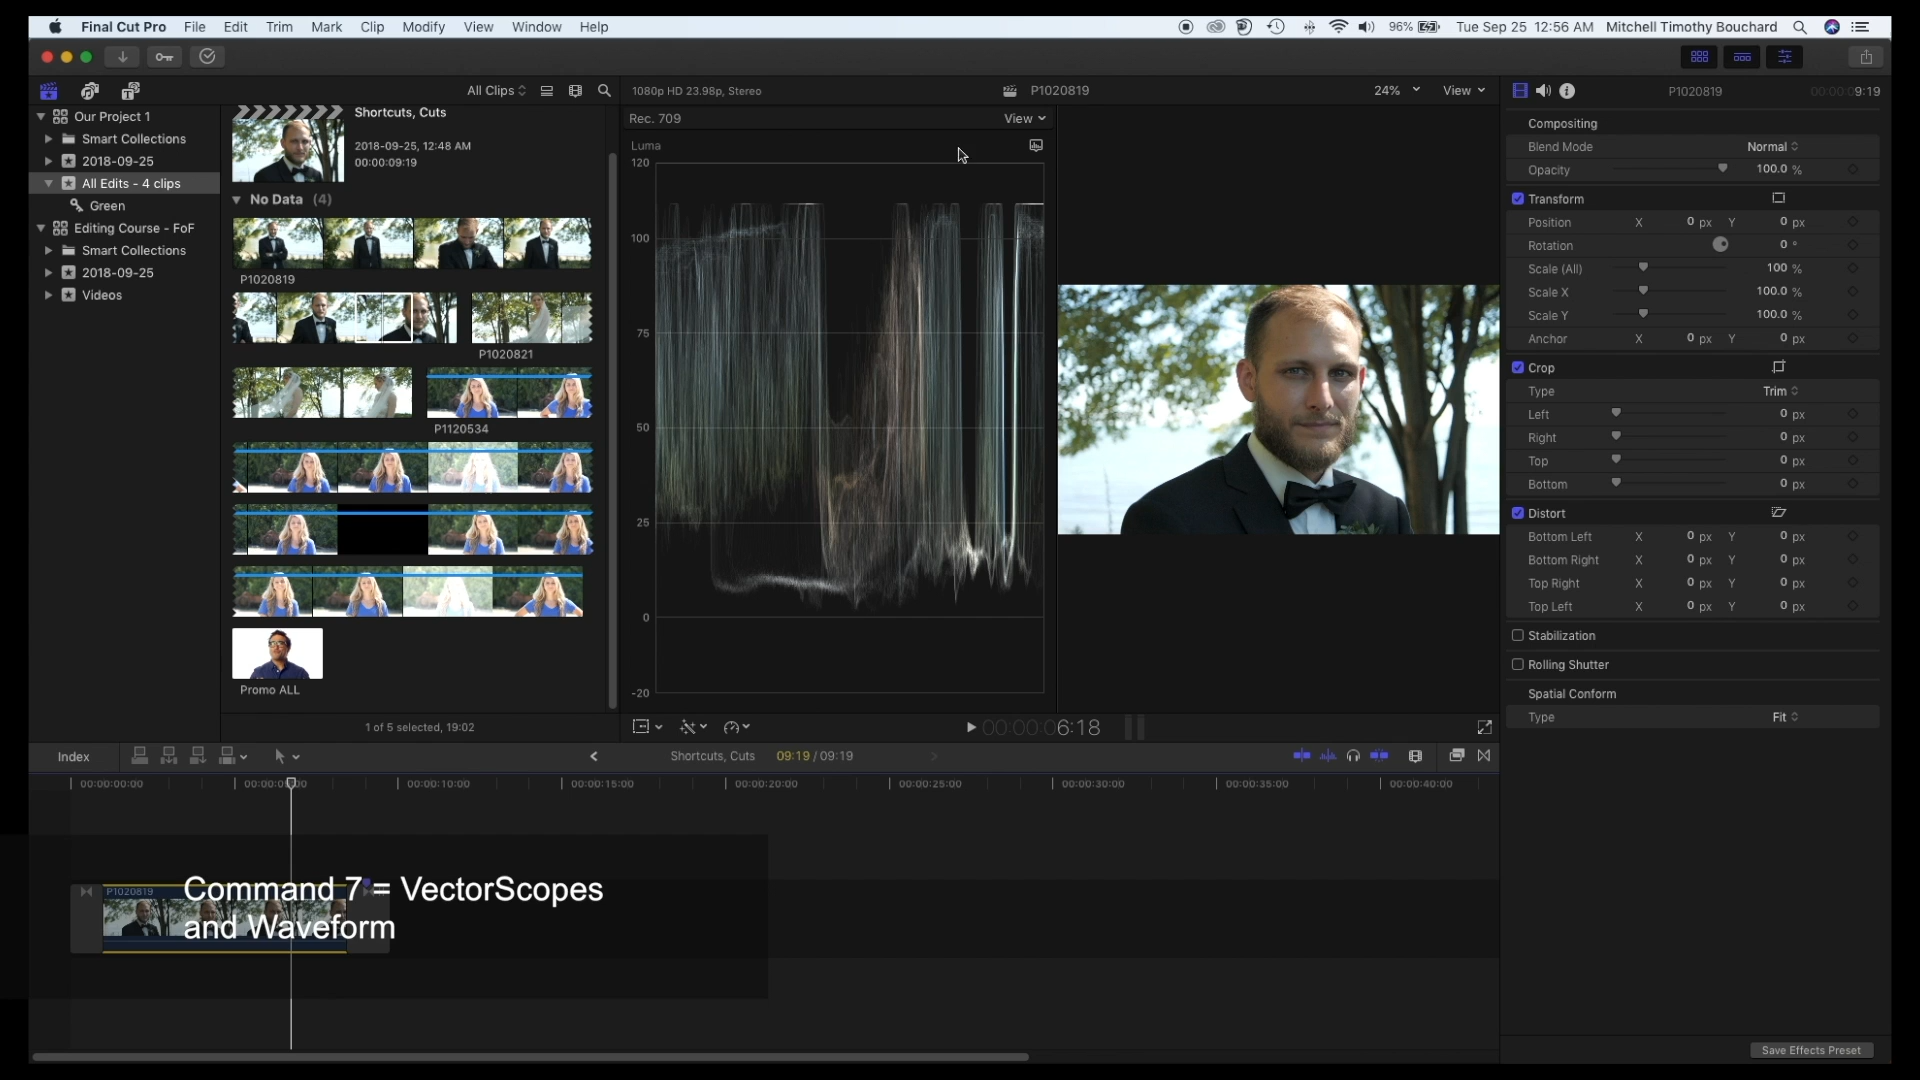 Final Cut Pro File Edit Trim Mark Clip Modify View Window Help 96% Tue Sep 25 12:56 AM Mitchell Timothy Bouchard
All Clips
1080p HD 23.98p, Stereo P1020819 24% View
P1020819 00:00:09:19
Our Project 1
Smart Collections
2018-09-25
All Edits - 4 clips
Green
Editing Course - FoF
Smart Collections
2018-09-25
Videos
Shortcuts, Cuts
2018-09-25, 12:48 AM
00:00:09:19
No Data (4)
P1020819
P1020821
P1120534
Promo ALL
1 of 5 selected, 19:02
Rec. 709 View
Luma
120
100
75
50
25
0
-20
00:00:06:18
Compositing
Blend Mode Normal
Opacity 100.0 %
Transform
Position X 0 px Y 0 px
Rotation 0 °
Scale (All) 100 %
Scale X 100.0 %
Scale Y 100.0 %
Anchor X 0 px Y 0 px
Crop
Type Trim
Left 0 px
Right 0 px
Top 0 px
Bottom 0 px
Distort
Bottom Left X 0 px Y 0 px
Bottom Right X 0 px Y 0 px
Top Right X 0 px Y 0 px
Top Left X 0 px Y 0 px
Stabilization
Rolling Shutter
Spatial Conform
Type Fit
Save Effects Preset
Index Shortcuts, Cuts 09:19 / 09:19
00:00:00:00 00:00:10:00 00:00:15:00 00:00:20:00 00:00:25:00 00:00:30:00 00:00:35:00 00:00:40:00
P1020819
Command 7 = VectorScopes
and Waveform